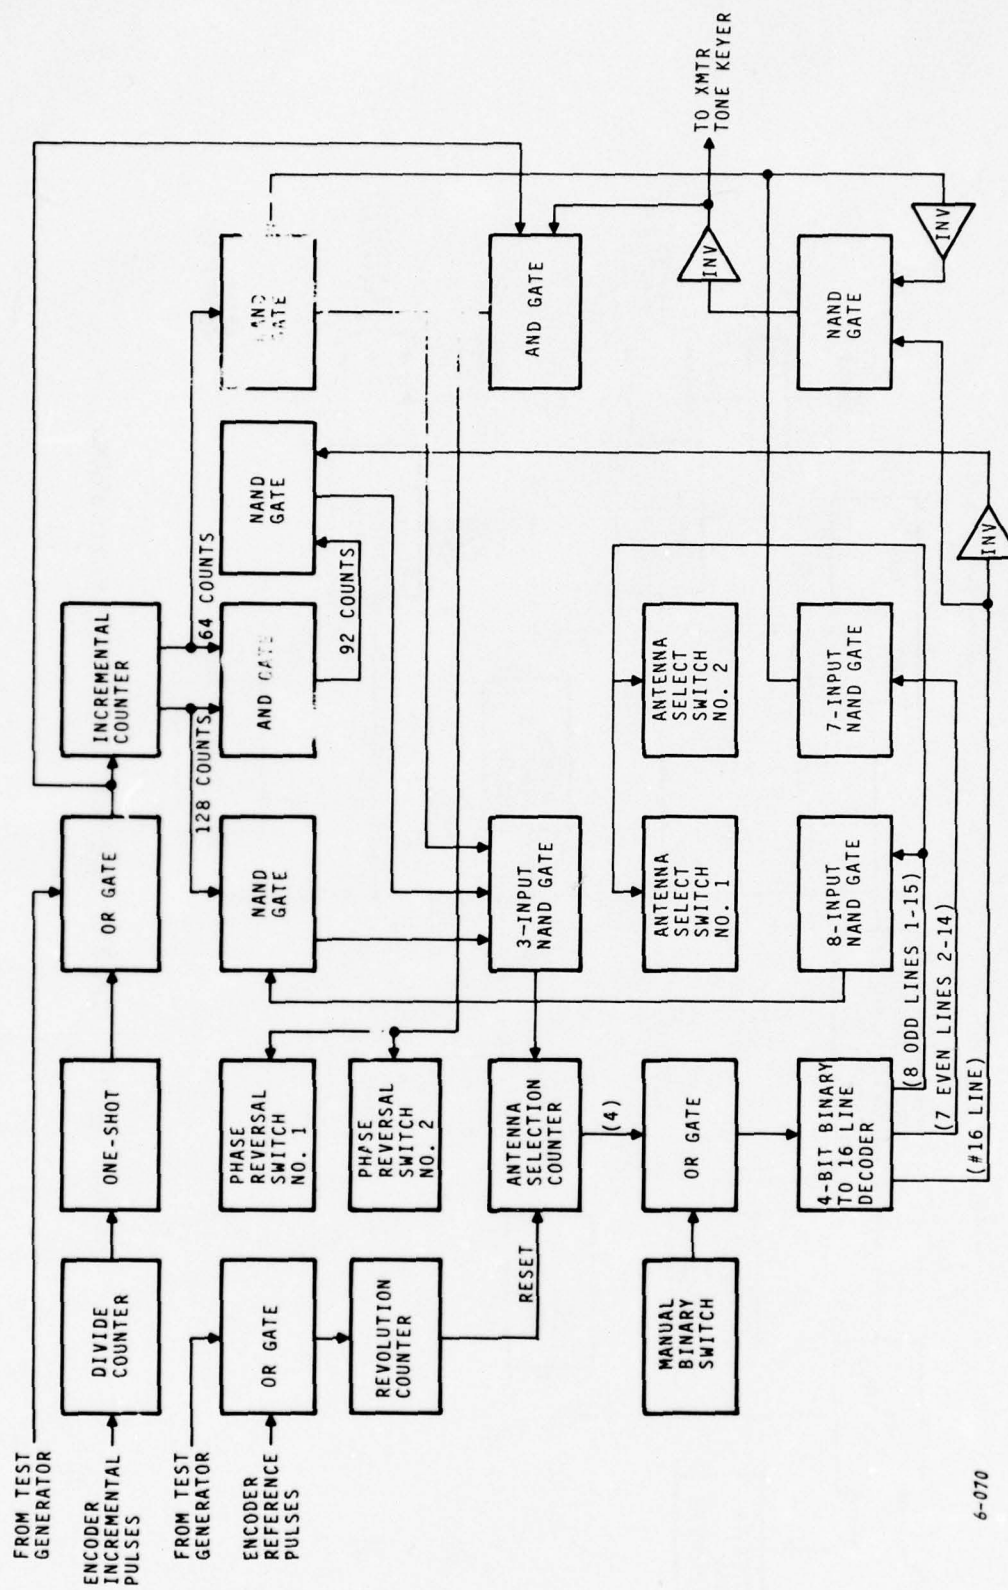 FROM TEST
GENERATOR
ENCODER
INCREMENTAL
PULSES
DIVIDE
COUNTER
ONE-SHOT
OR GATE
INCREMENTAL
COUNTER
FROM TEST
GENERATOR
ENCODER
REFERENCE
PULSES
OR GATE
REVOLUTION
COUNTER
PHASE
REVERSAL
SWITCH
NO. 1
PHASE
REVERSAL
SWITCH
NO. 2
128 COUNTS
64 COUNTS
NAND
GATE
AND GATE
92 COUNTS
NAND
GATE
GATE
RESET
ANTENNA
SELECTION
COUNTER
3-INPUT
NAND GATE
AND GATE
(4)
MANUAL
BINARY
SWITCH
OR GATE
ANTENNA
SELECT
SWITCH
NO. 1
ANTENNA
SELECT
SWITCH
NO. 2
INV
TO XMTR
TONE KEYER
4-BIT BINARY
TO 16 LINE
DECODER
8-INPUT
NAND GATE
7-INPUT
NAND GATE
NAND
GATE
INV
(8 ODD LINES 1-15)
(7 EVEN LINES 2-14)
(#16 LINE)
INV
6-070